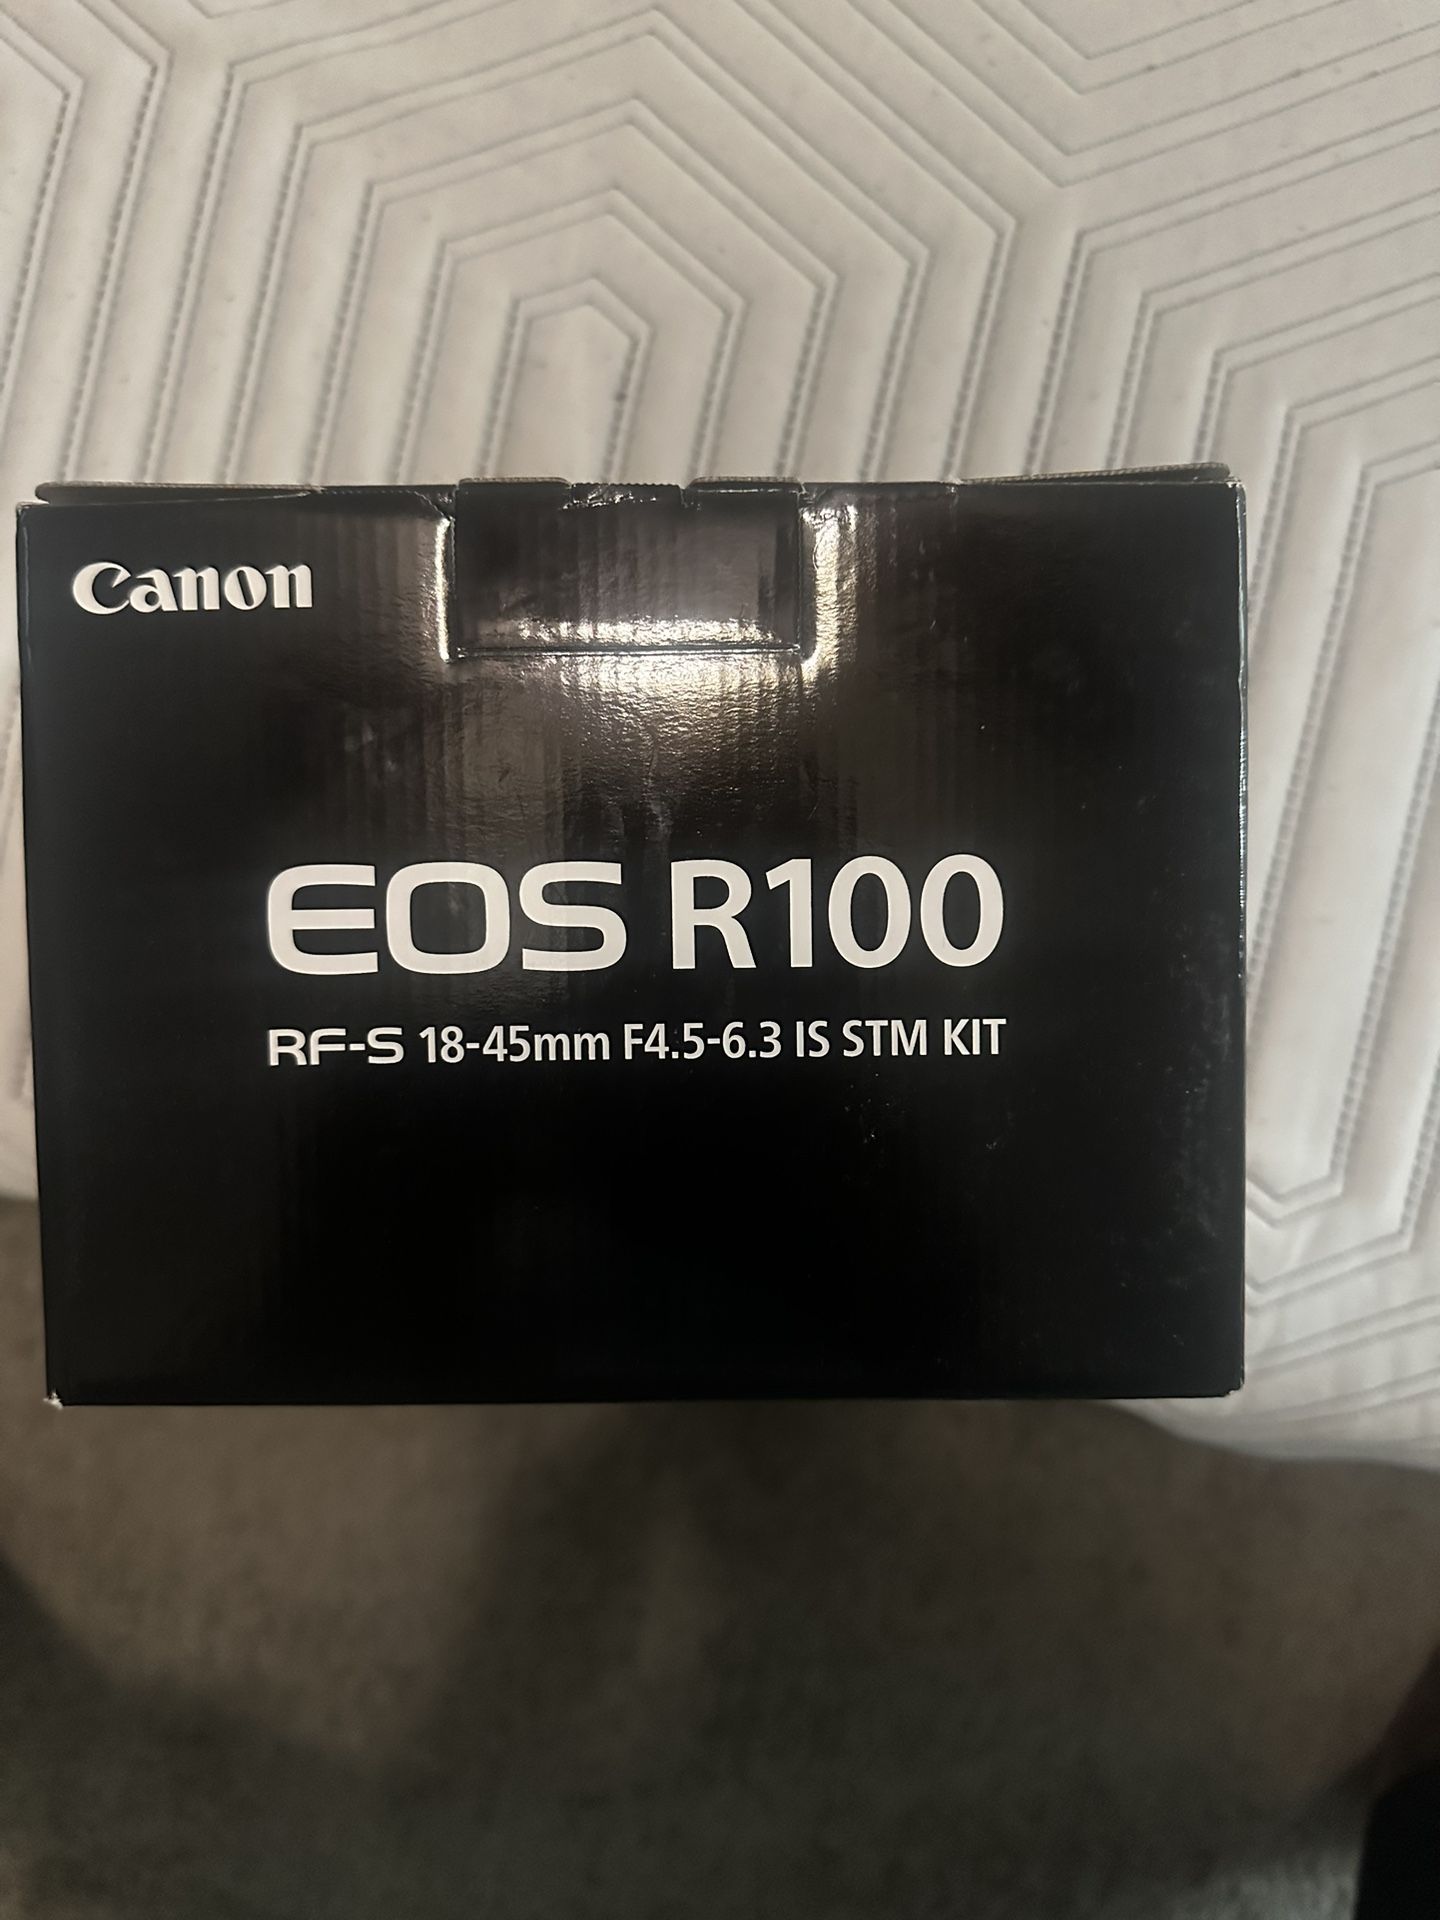 Canon
EOS R100
RF-S 18-45mm F4.5-6.3 IS STM KIT